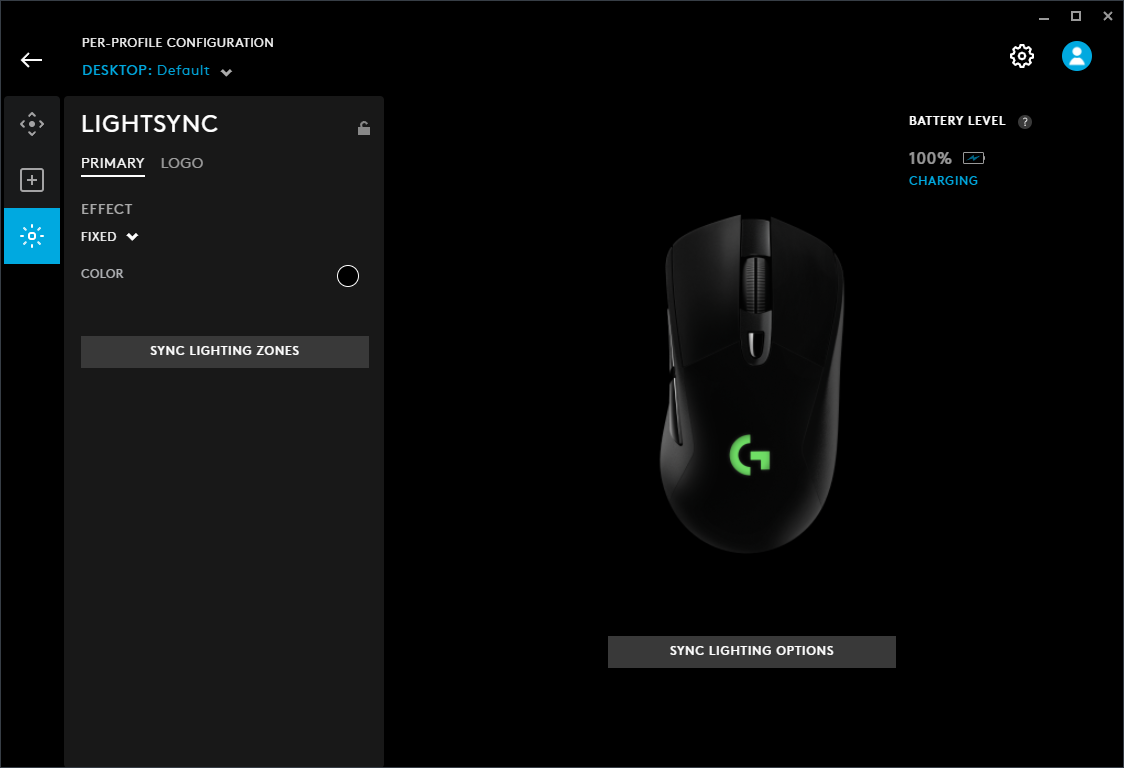 PER-PROFILE CONFIGURATION
DESKTOP: Default
LIGHTSYNC
PRIMARY LOGO
EFFECT
FIXED
COLOR
SYNC LIGHTING ZONES
BATTERY LEVEL ?
100%
CHARGING
G
SYNC LIGHTING OPTIONS